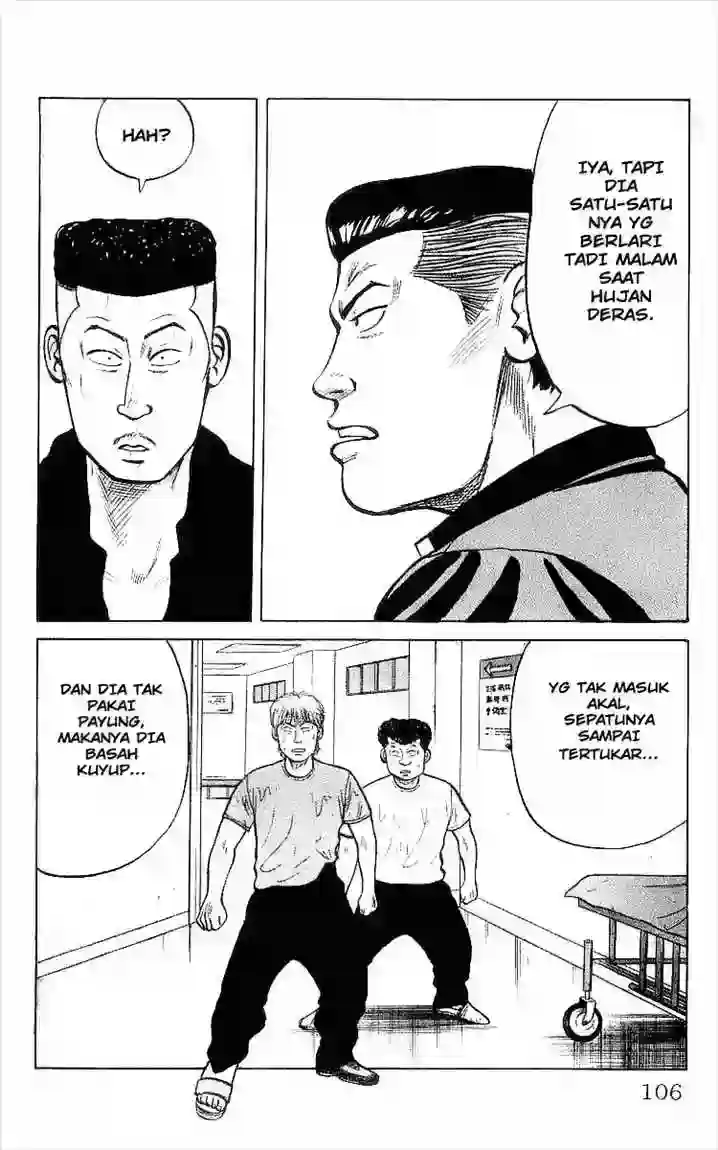 IYA, TAPI
DIA
SATU-SATU
NYA YG
BERLARI
TADI MALAM
SAAT
HUJAN
DERAS.
HAH?
YG TAK MASUK
AKAL,
SEPATUNYA
SAMPAI
TERTUKAR...
DAN DIA TAK
PAKAI
PAYUNG,
MAKANYA DIA
BASAH
KUYUP...
106